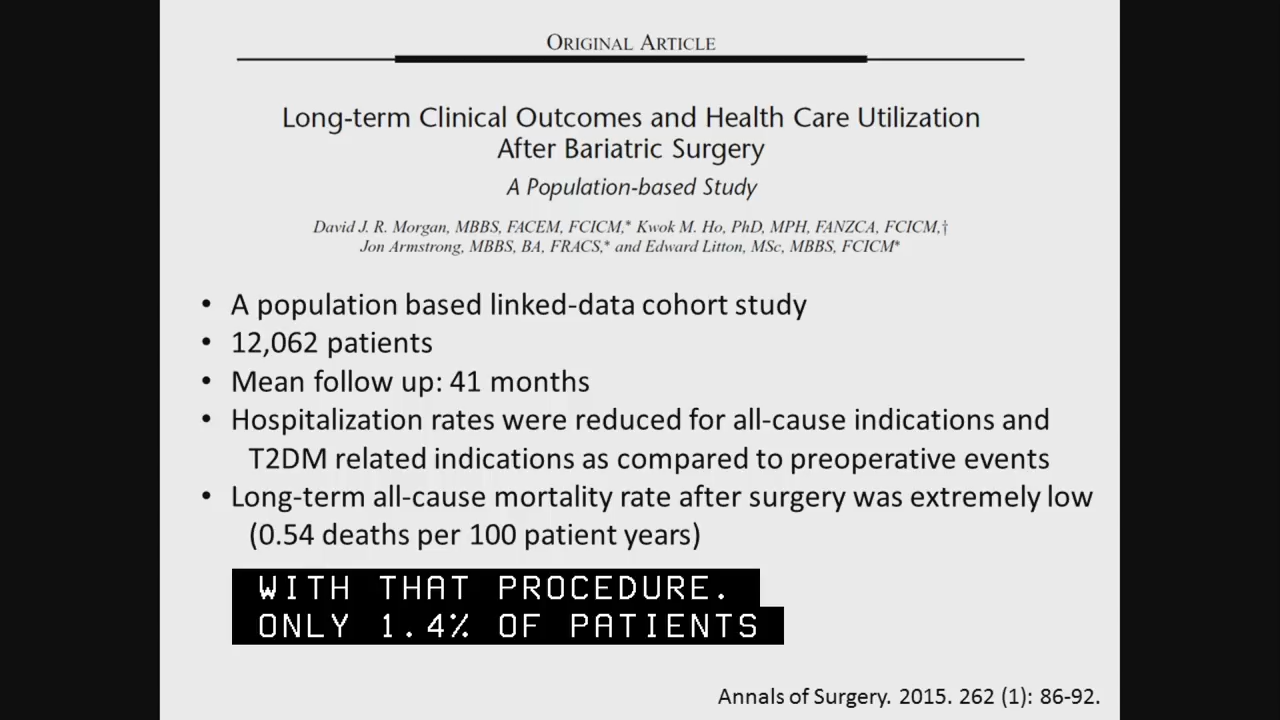 ORIGINAL ARTICLE
Long-term Clinical Outcomes and Health Care Utilization
After Bariatric Surgery
A Population-based Study
David J. R. Morgan, MBBS, FACEM, FCICM,* Kwok M. Ho, PhD, MPH, FANZCA, FCICM,†
Jon Armstrong, MBBS, BA, FRACS,* and Edward Litton, MSc, MBBS, FCICM*
• A population based linked-data cohort study
• 12,062 patients
• Mean follow up: 41 months
• Hospitalization rates were reduced for all-cause indications and
T2DM related indications as compared to preoperative events
• Long-term all-cause mortality rate after surgery was extremely low
(0.54 deaths per 100 patient years)
WITH THAT PROCEDURE.
ONLY 1.4% OF PATIENTS
Annals of Surgery. 2015. 262 (1): 86-92.